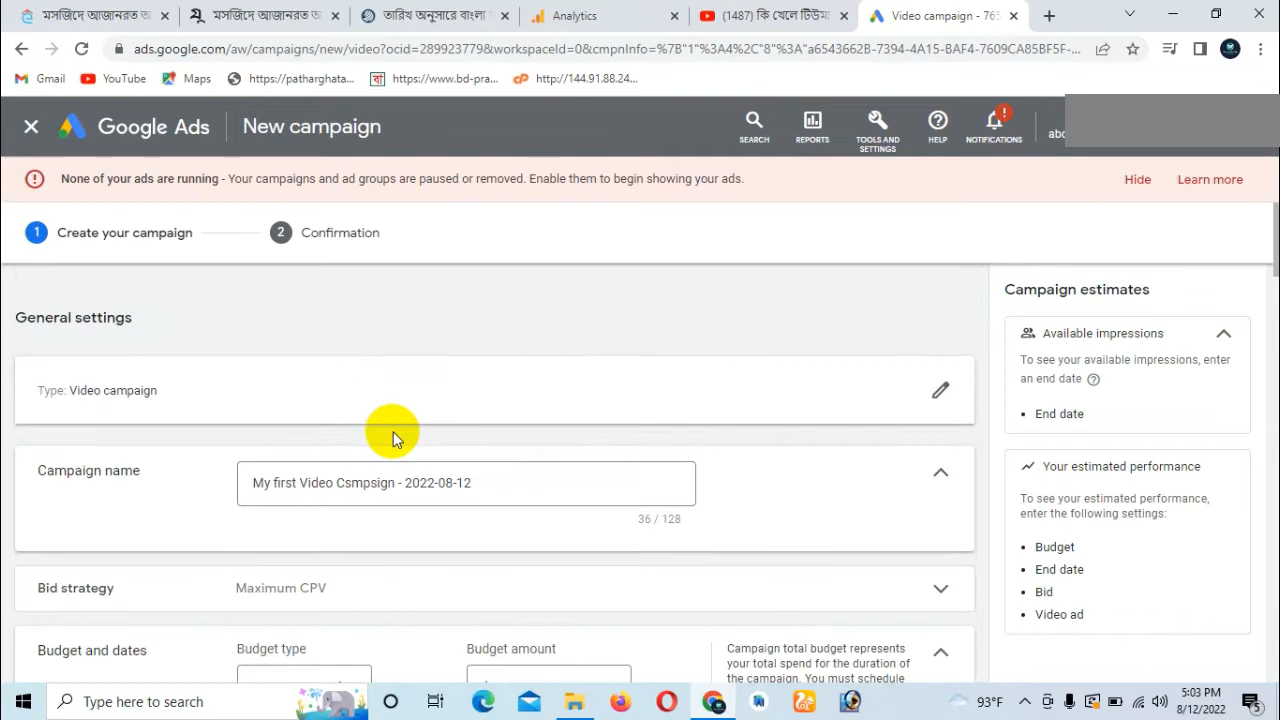 মসজিদে আজানরত অ
মসজিদে আজানরত অ
তারিখ অনুসারে বাংলা
Analytics
(1487) কি খেলে টিউমা
Video campaign - 765
ads.google.com/aw/campaigns/new/video?ocid=289923779&workspaceId=0&cmpnInfo=%7B"1"%3A4%2C"8"%3A"a6543662B-7394-4A15-BAF4-7609CA85BF5F-...
Gmail
YouTube
Maps
https://patharghata...
https://www.bd-pra...
http://144.91.88.24...
Google Ads
New campaign
SEARCH
REPORTS
TOOLS AND
SETTINGS
HELP
NOTIFICATIONS
abc
None of your ads are running - Your campaigns and ad groups are paused or removed. Enable them to begin showing your ads.
Hide
Learn more
1
Create your campaign
2
Confirmation
General settings
Type: Video campaign
Campaign name
My first Video Csmpsign - 2022-08-12
36 / 128
Bid strategy
Maximum CPV
Budget and dates
Budget type
Budget amount
Campaign total budget represents
your total spend for the duration of
the campaign. You must schedule
Campaign estimates
Available impressions
To see your available impressions, enter
an end date
• End date
Your estimated performance
To see your estimated performance,
enter the following settings:
• Budget
• End date
• Bid
• Video ad
Type here to search
93°F
5:03 PM
8/12/2022
5